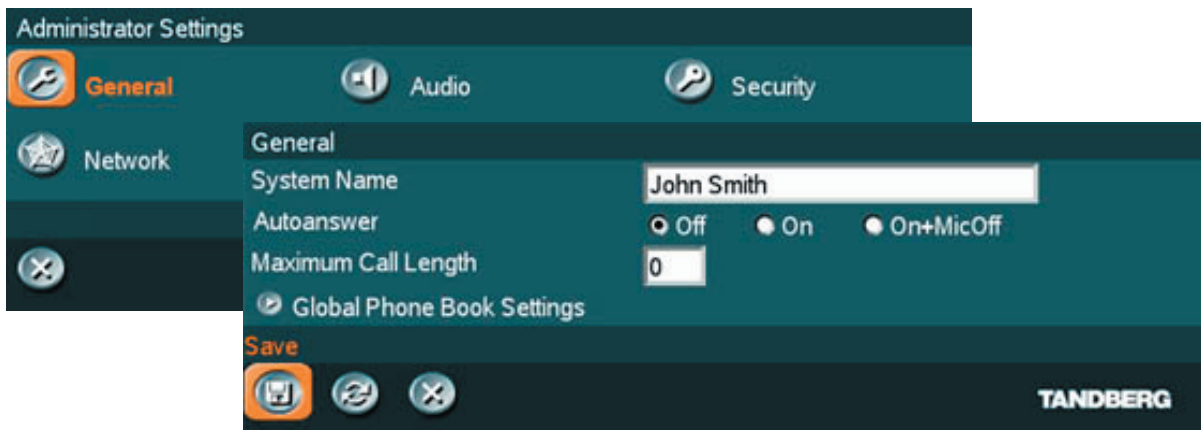 Administrator Settings
General
Audio
Security
Network
General
System Name
John Smith
Autoanswer
Off
On
On+MicOff
Maximum Call Length
0
Global Phone Book Settings
Save
TANDBERG